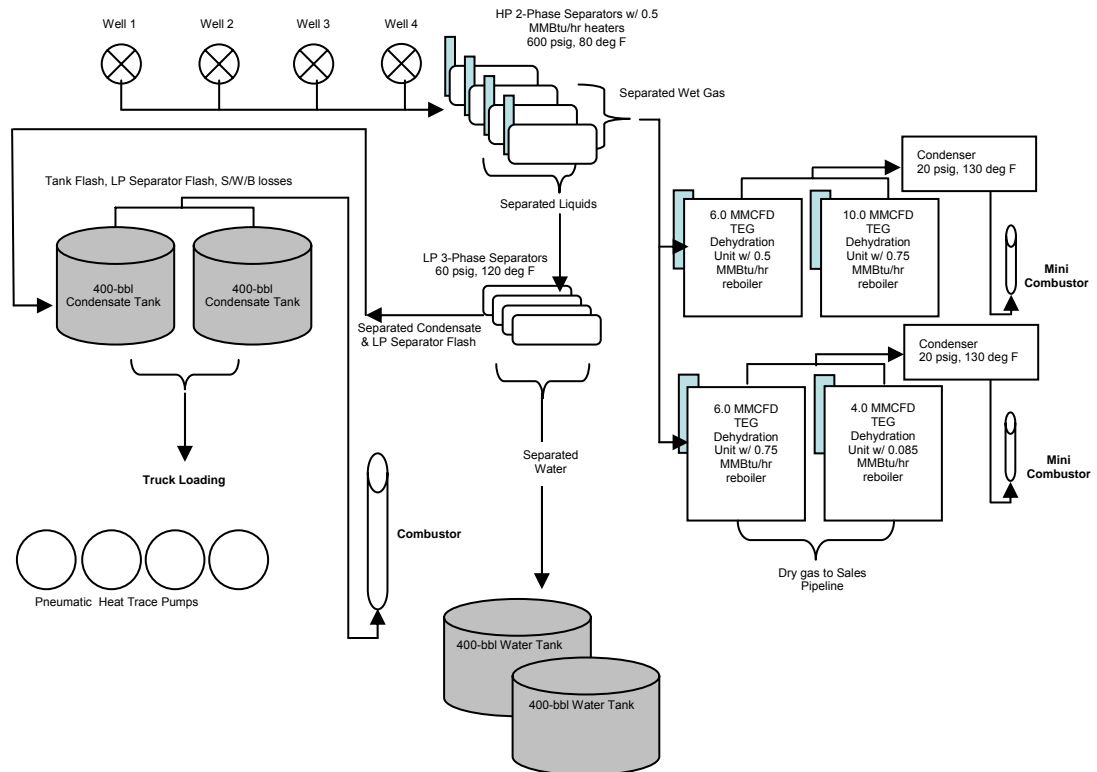 Well 1
Well 2
Well 3
Well 4
HP 2-Phase Separators w/ 0.5
MMBtu/hr heaters
600 psig, 80 deg F
Separated Wet Gas
Tank Flash, LP Separator Flash, S/W/B losses
Separated Liquids
Condenser
20 psig, 130 deg F
6.0 MMCFD
TEG
Dehydration
Unit w/ 0.5
MMBtu/hr
reboiler
10.0 MMCFD
TEG
Dehydration
Unit w/ 0.75
MMBtu/hr
reboiler
Mini
Combustor
LP 3-Phase Separators
60 psig, 120 deg F
400-bbl
Condensate Tank
400-bbl
Condensate Tank
Separated Condensate
& LP Separator Flash
Condenser
20 psig, 130 deg F
6.0 MMCFD
TEG
Dehydration
Unit w/ 0.75
MMBtu/hr
reboiler
4.0 MMCFD
TEG
Dehydration
Unit w/ 0.085
MMBtu/hr
reboiler
Mini
Combustor
Separated
Water
Truck Loading
Combustor
Dry gas to Sales
Pipeline
Pneumatic Heat Trace Pumps
400-bbl Water Tank
400-bbl Water Tank